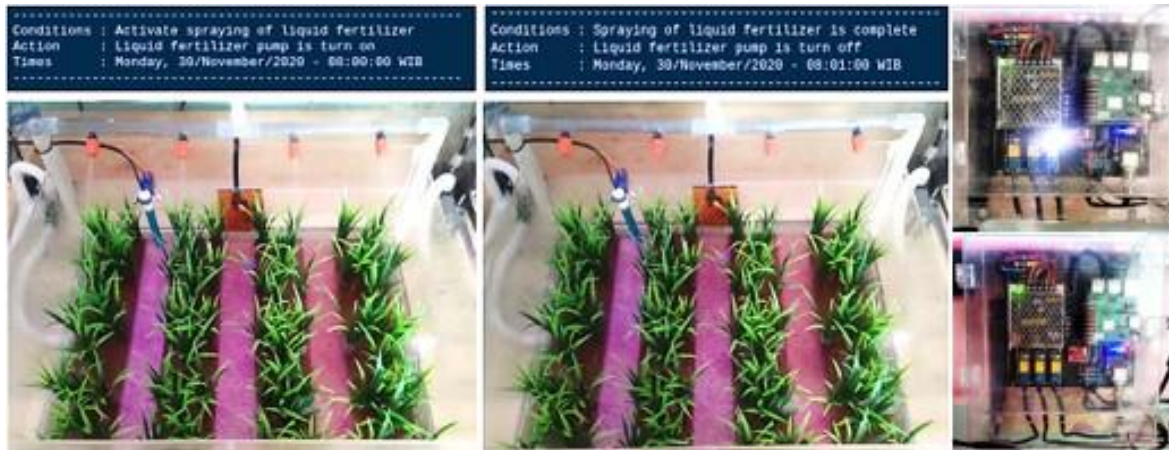 Conditions : Activate spraying of liquid fertilizer
Action : Liquid fertilizer pump is turn on
Times : Monday, 30/November/2020 - 08:00:00 WIB
Conditions : Spraying of liquid fertilizer is complete
Action : Liquid fertilizer pump is turn off
Times : Monday, 30/November/2020 - 08:01:00 WIB